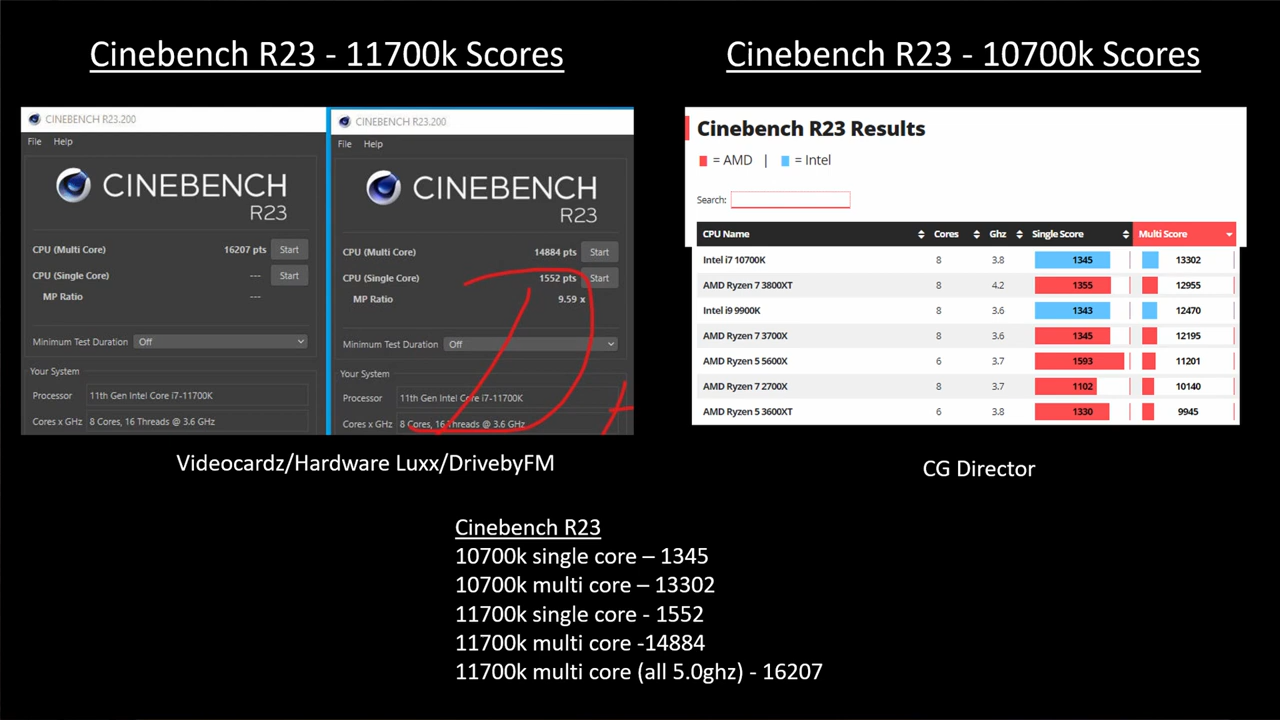 Cinebench R23 - 11700k Scores
Cinebench R23 - 10700k Scores
CINEBENCH R23.200
File Help
CINEBENCH
R23
CPU (Multi Core) 16207 pts Start
CPU (Single Core) --- Start
MP Ratio ---
Minimum Test Duration Off
Your System
Processor 11th Gen Intel Core i7-11700K
Cores x GHz 8 Cores, 16 Threads @ 3.6 GHz
CINEBENCH R23.200
File Help
CINEBENCH
R23
CPU (Multi Core) 14884 pts Start
CPU (Single Core) 1552 pts Start
MP Ratio 9.59 x
Minimum Test Duration Off
Your System
Processor 11th Gen Intel Core i7-11700K
Cores x GHz 8 Cores, 16 Threads @ 3.6 GHz
Videocardz/Hardware Luxx/DrivebyFM
Cinebench R23 Results
= AMD | = Intel
Search:
CPU Name Cores Ghz Single Score Multi Score
Intel i7 10700K 8 3.8 1345 13302
AMD Ryzen 7 3800XT 8 4.2 1355 12955
Intel i9 9900K 8 3.6 1343 12470
AMD Ryzen 7 3700X 8 3.6 1345 12195
AMD Ryzen 5 5600X 6 3.7 1593 11201
AMD Ryzen 7 2700X 8 3.7 1102 10140
AMD Ryzen 5 3600XT 6 3.8 1330 9945
CG Director
Cinebench R23
10700k single core – 1345
10700k multi core – 13302
11700k single core - 1552
11700k multi core -14884
11700k multi core (all 5.0ghz) - 16207